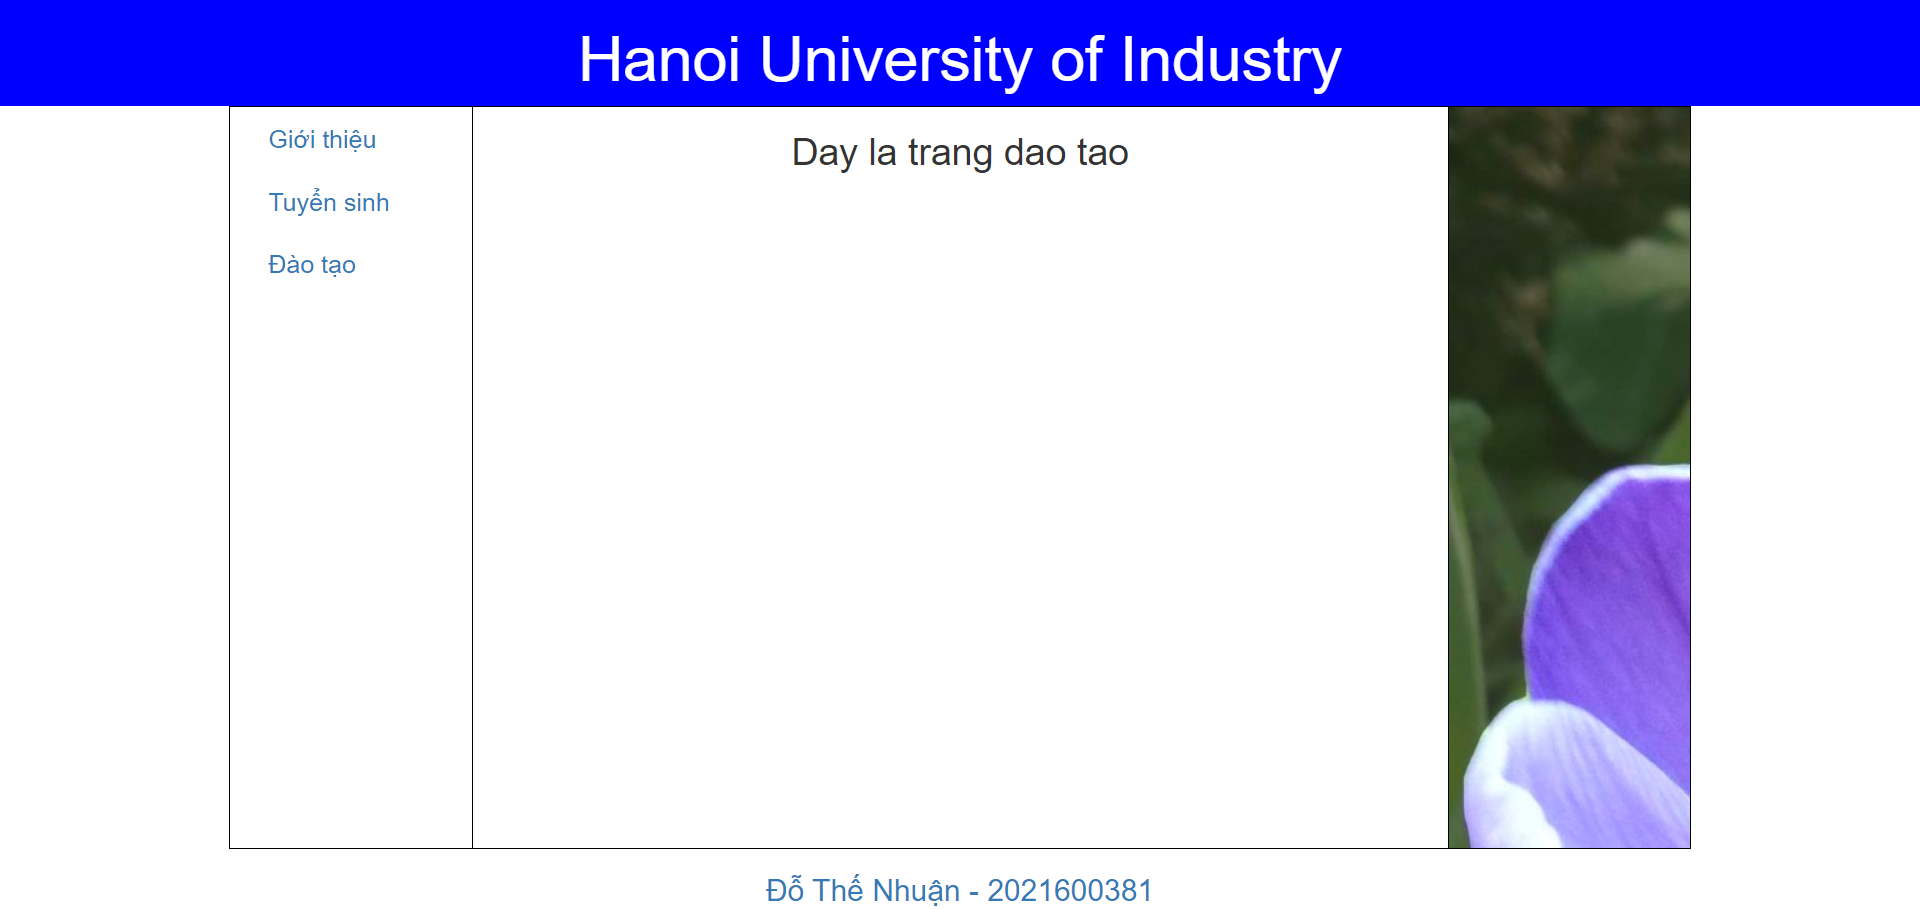 Hanoi University of Industry
Giới thiệu
Tuyển sinh
Đào tạo
Day la trang dao tao
Đỗ Thế Nhuận - 2021600381